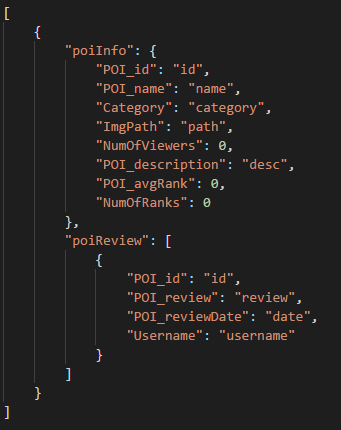 [
    {
        "poiInfo": {
            "POI_id": "id",
            "POI_name": "name",
            "Category": "category",
            "ImgPath": "path",
            "NumOfViewers": 0,
            "POI_description": "desc",
            "POI_avgRank": 0,
            "NumOfRanks": 0
        },
        "poiReview": [
            {
                "POI_id": "id",
                "POI_review": "review",
                "POI_reviewDate": "date",
                "Username": "username"
            }
        ]
    }
]